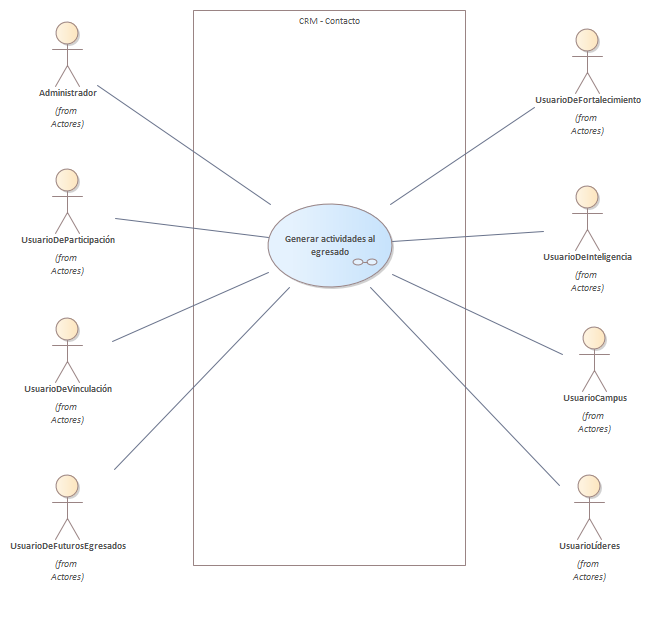 CRM - Contacto
Administrador
(from
Actores)
UsuarioDeFortalecimiento
(from
Actores)
UsuarioDeParticipación
(from
Actores)
Generar actividades al
egresado
UsuarioDeInteligencia
(from
Actores)
UsuarioDeVinculación
(from
Actores)
UsuarioCampus
(from
Actores)
UsuarioDeFuturosEgresados
(from
Actores)
UsuarioLíderes
(from
Actores)